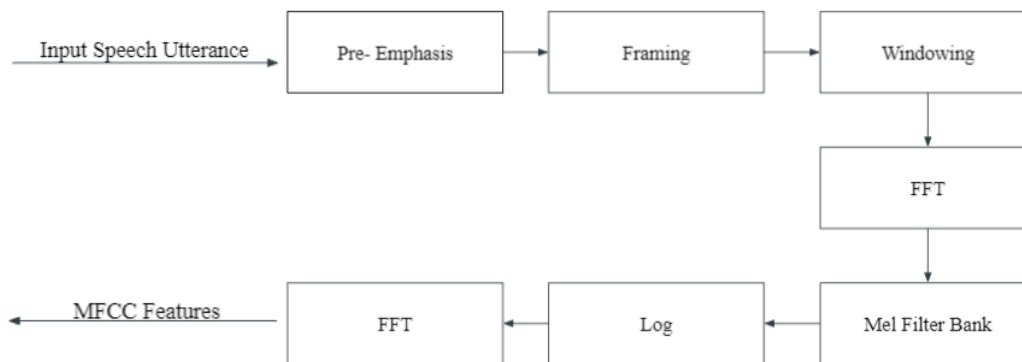 Input Speech Utterance
Pre- Emphasis
Framing
Windowing
FFT
Mel Filter Bank
Log
FFT
MFCC Features